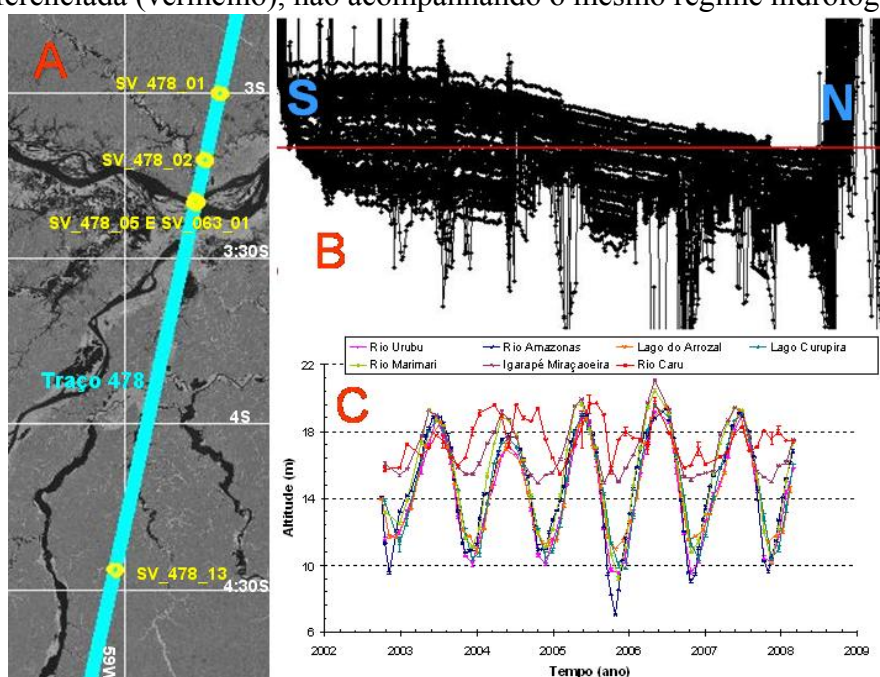 erenciada (vermelho), não acompanhando o mesmo regime hidrológ
A
SV_478_01
3S
SV_478_02
SV_478_05 E SV_063_01
3:30S
Traço 478
4S
SV_478_13
4:30S
59W
S
N
B
Rio Urubu
Rio Amazonas
Lago do Arrozal
Lago Curupira
Rio Marimari
Igarapé Miraçaoeira
Rio Caru
C
Altitude (m)
22
18
14
10
6
2002
2003
2004
2005
2006
2007
2008
2009
Tempo (ano)